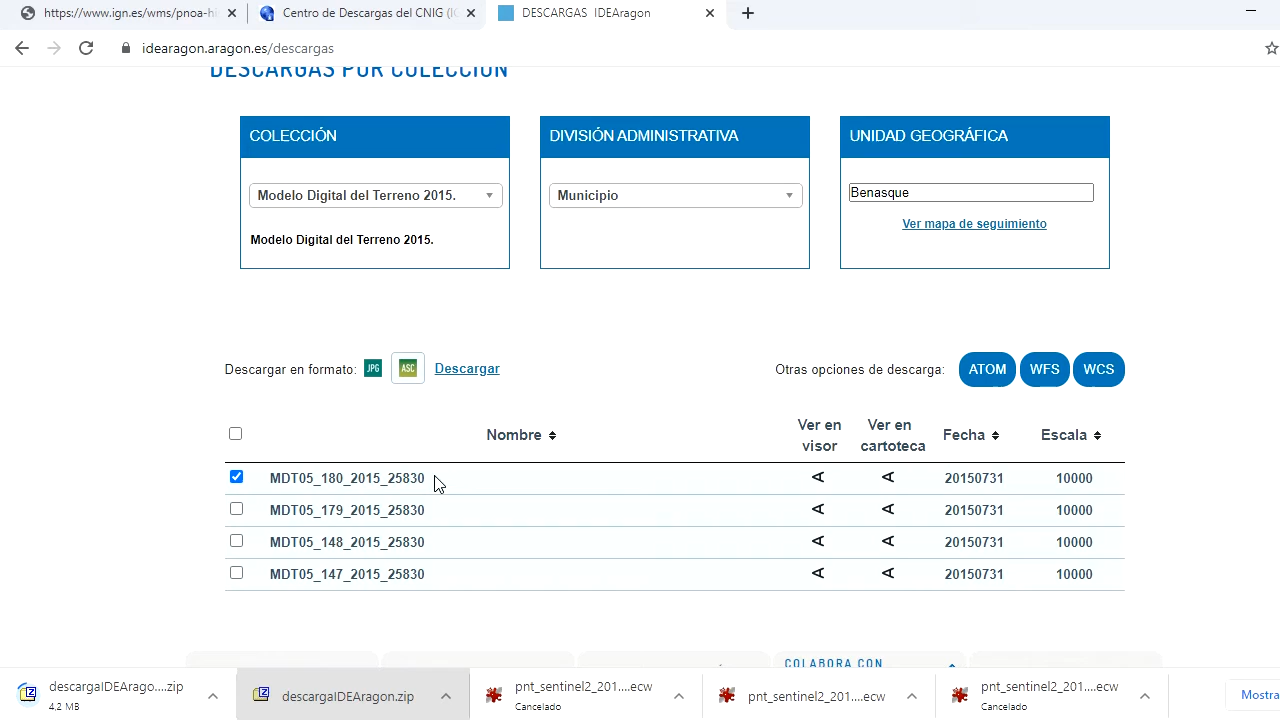 https://www.ign.es/wms/pnoa-hi
Centro de Descargas del CNIG (IG
DESCARGAS IDEAragon
idearagon.aragon.es/descargas
DESCARGAS POR COLECCIÓN
COLECCIÓN
DIVISIÓN ADMINISTRATIVA
UNIDAD GEOGRÁFICA
Modelo Digital del Terreno 2015.
Municipio
Benasque
Ver mapa de seguimiento
Modelo Digital del Terreno 2015.
Descargar en formato: JPG ASC Descargar
Otras opciones de descarga: ATOM WFS WCS
Nombre Ver en visor Ver en cartoteca Fecha Escala
MDT05_180_2015_25830 20150731 10000
MDT05_179_2015_25830 20150731 10000
MDT05_148_2015_25830 20150731 10000
MDT05_147_2015_25830 20150731 10000
COLABORA CON
descargaIDEArago....zip
4.2 MB
descargaIDEAragon.zip
pnt_sentinel2_201....ecw
Cancelado
pnt_sentinel2_201....ecw
pnt_sentinel2_201....ecw
Cancelado
Mostra